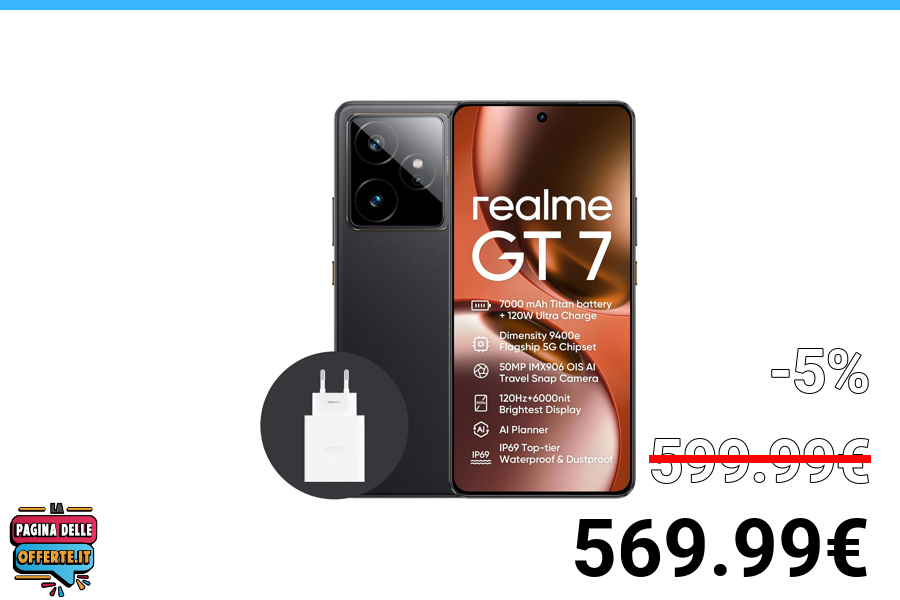 realme
GT 7
7000 mAh Titan battery
+ 120W Ultra Charge
Dimensity 9400e
Flagship 5G Chipset
50MP IMX906 OIS AI
Travel Snap Camera
120Hz+6000nit
Brightest Display
AI
AI Planner
IP69
IP69 Top-tier
Waterproof & Dustproof
-5%
599.99€
569.99€
LA
PAGINA DELLE
OFFERTE.IT